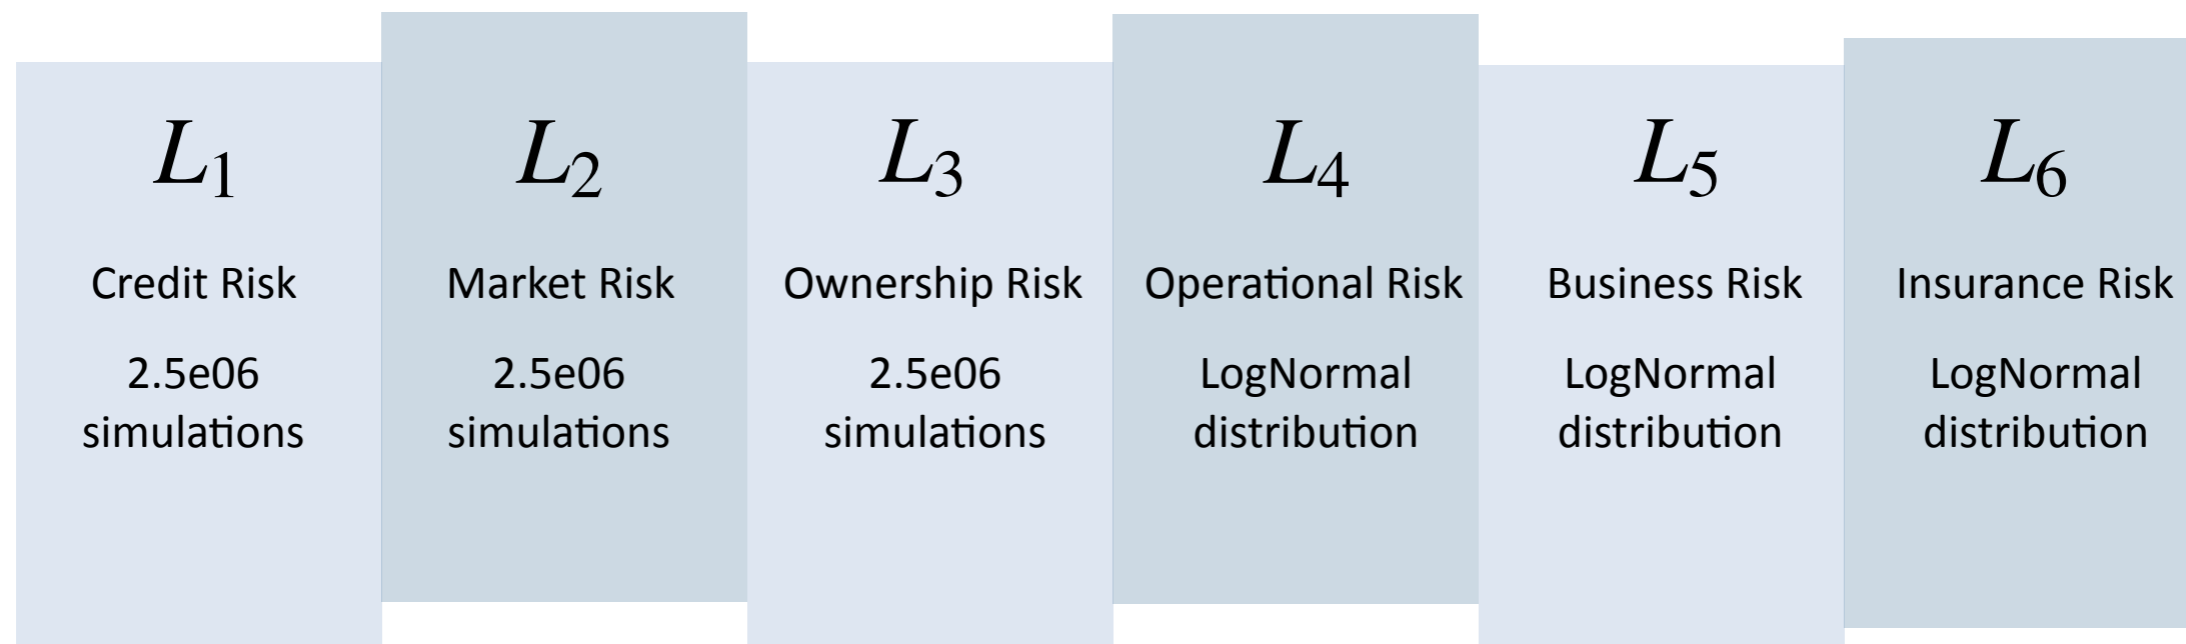 L₁
Credit Risk
2.5e06
simulations
L₂
Market Risk
2.5e06
simulations
L₃
Ownership Risk
2.5e06
simulations
L₄
Operational Risk
LogNormal
distribution
L₅
Business Risk
LogNormal
distribution
L₆
Insurance Risk
LogNormal
distribution